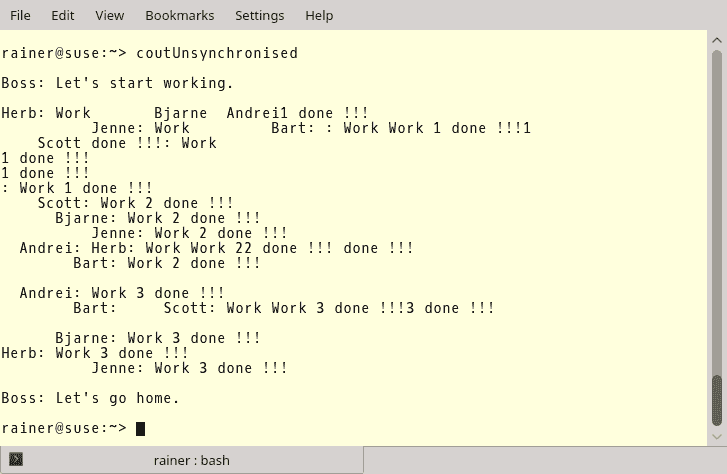 File Edit View Bookmarks Settings Help
rainer@suse:~> coutUnsynchronised
Boss: Let's start working.
Herb: Work       Bjarne  Andrei1 done !!!
          Jenne: Work         Bart: : Work Work 1 done !!!1
    Scott done !!!: Work
1 done !!!
1 done !!!
: Work 1 done !!!
    Scott: Work 2 done !!!
      Bjarne: Work 2 done !!!
          Jenne: Work 2 done !!!
  Andrei: Herb: Work Work 22 done !!! done !!!
        Bart: Work 2 done !!!
  Andrei: Work 3 done !!!
        Bart:     Scott: Work Work 3 done !!!3 done !!!
      Bjarne: Work 3 done !!!
Herb: Work 3 done !!!
          Jenne: Work 3 done !!!
Boss: Let's go home.
rainer@suse:~>
rainer : bash